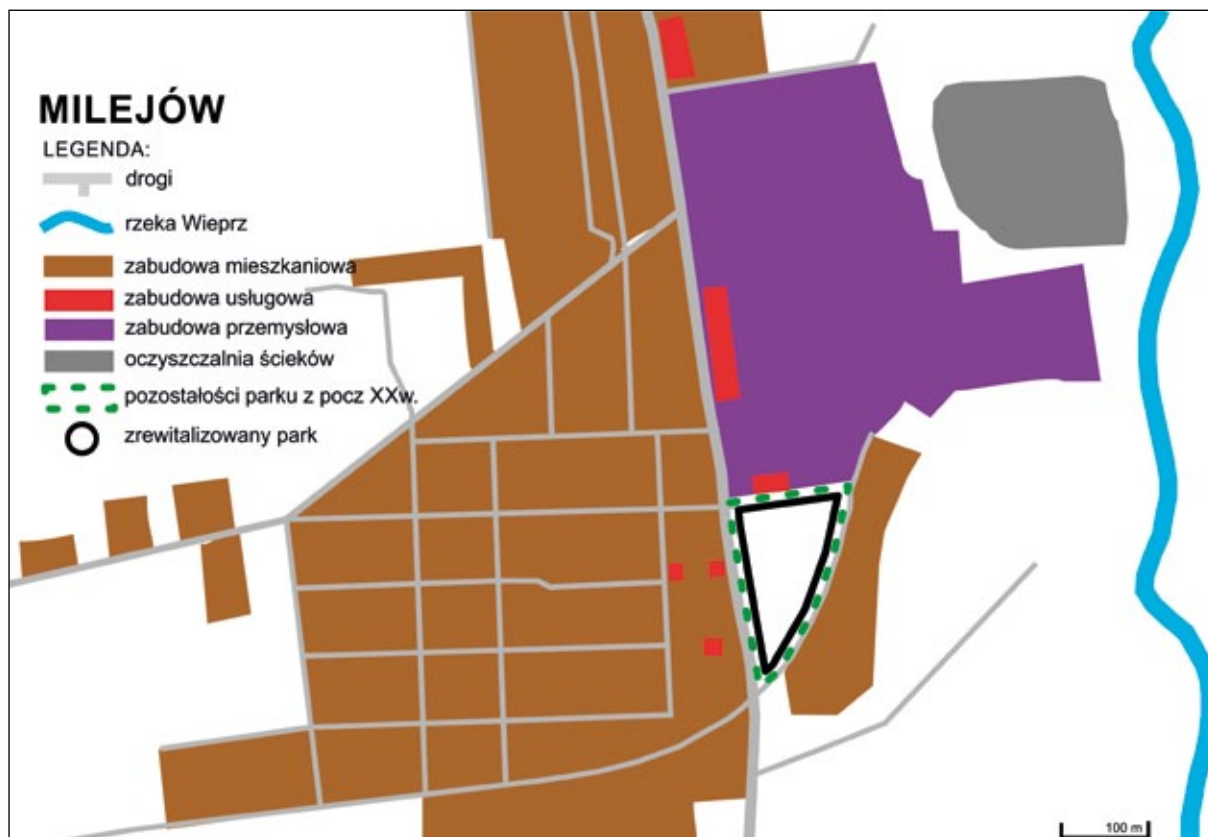 MILEJÓW
LEGENDA:
drogi
rzeka Wieprz
zabudowa mieszkaniowa
zabudowa usługowa
zabudowa przemysłowa
oczyszczalnia ścieków
pozostałości parku z pocz XXw.
zrewitalizowany park
100 m